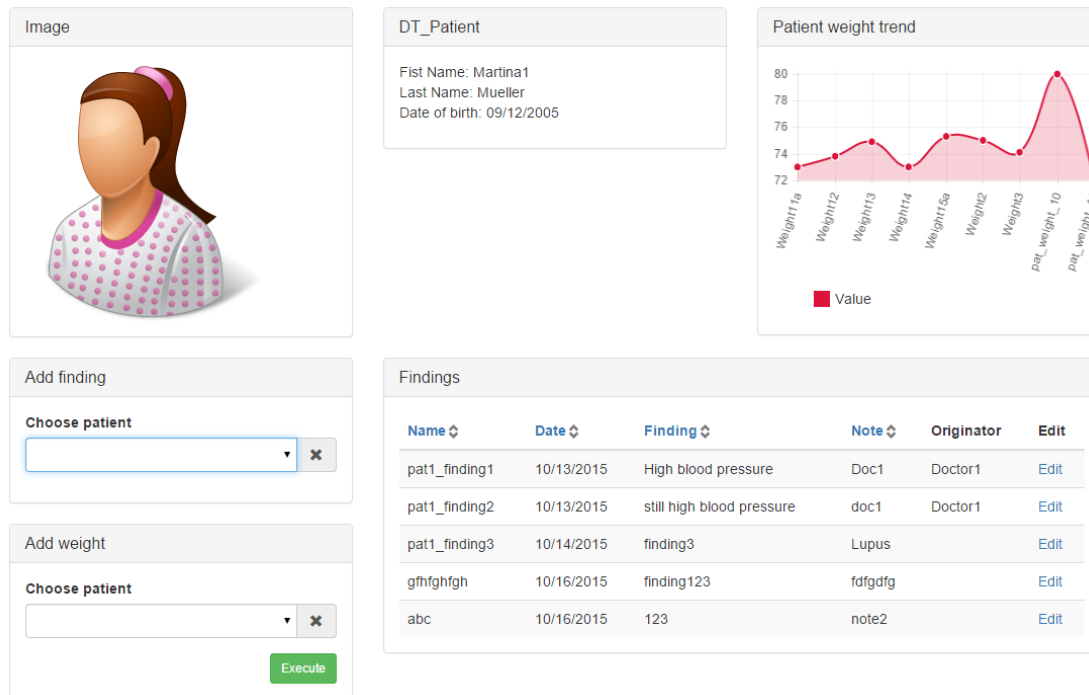 Image
DT_Patient
Fist Name: Martina1
Last Name: Mueller
Date of birth: 09/12/2005
Patient weight trend
80
78
76
74
72
Weight11a
Weight12
Weight13
Weight14
Weight15a
Weight2
Weight3
pat_weight_10
Value
Add finding
Choose patient
Add weight
Choose patient
Execute
Findings
Name Date Finding Note Originator Edit
pat1_finding1 10/13/2015 High blood pressure Doc1 Doctor1 Edit
pat1_finding2 10/13/2015 still high blood pressure doc1 Doctor1 Edit
pat1_finding3 10/14/2015 finding3 Lupus Edit
gfhfghfgh 10/16/2015 finding123 fdfgdfg Edit
abc 10/16/2015 123 note2 Edit